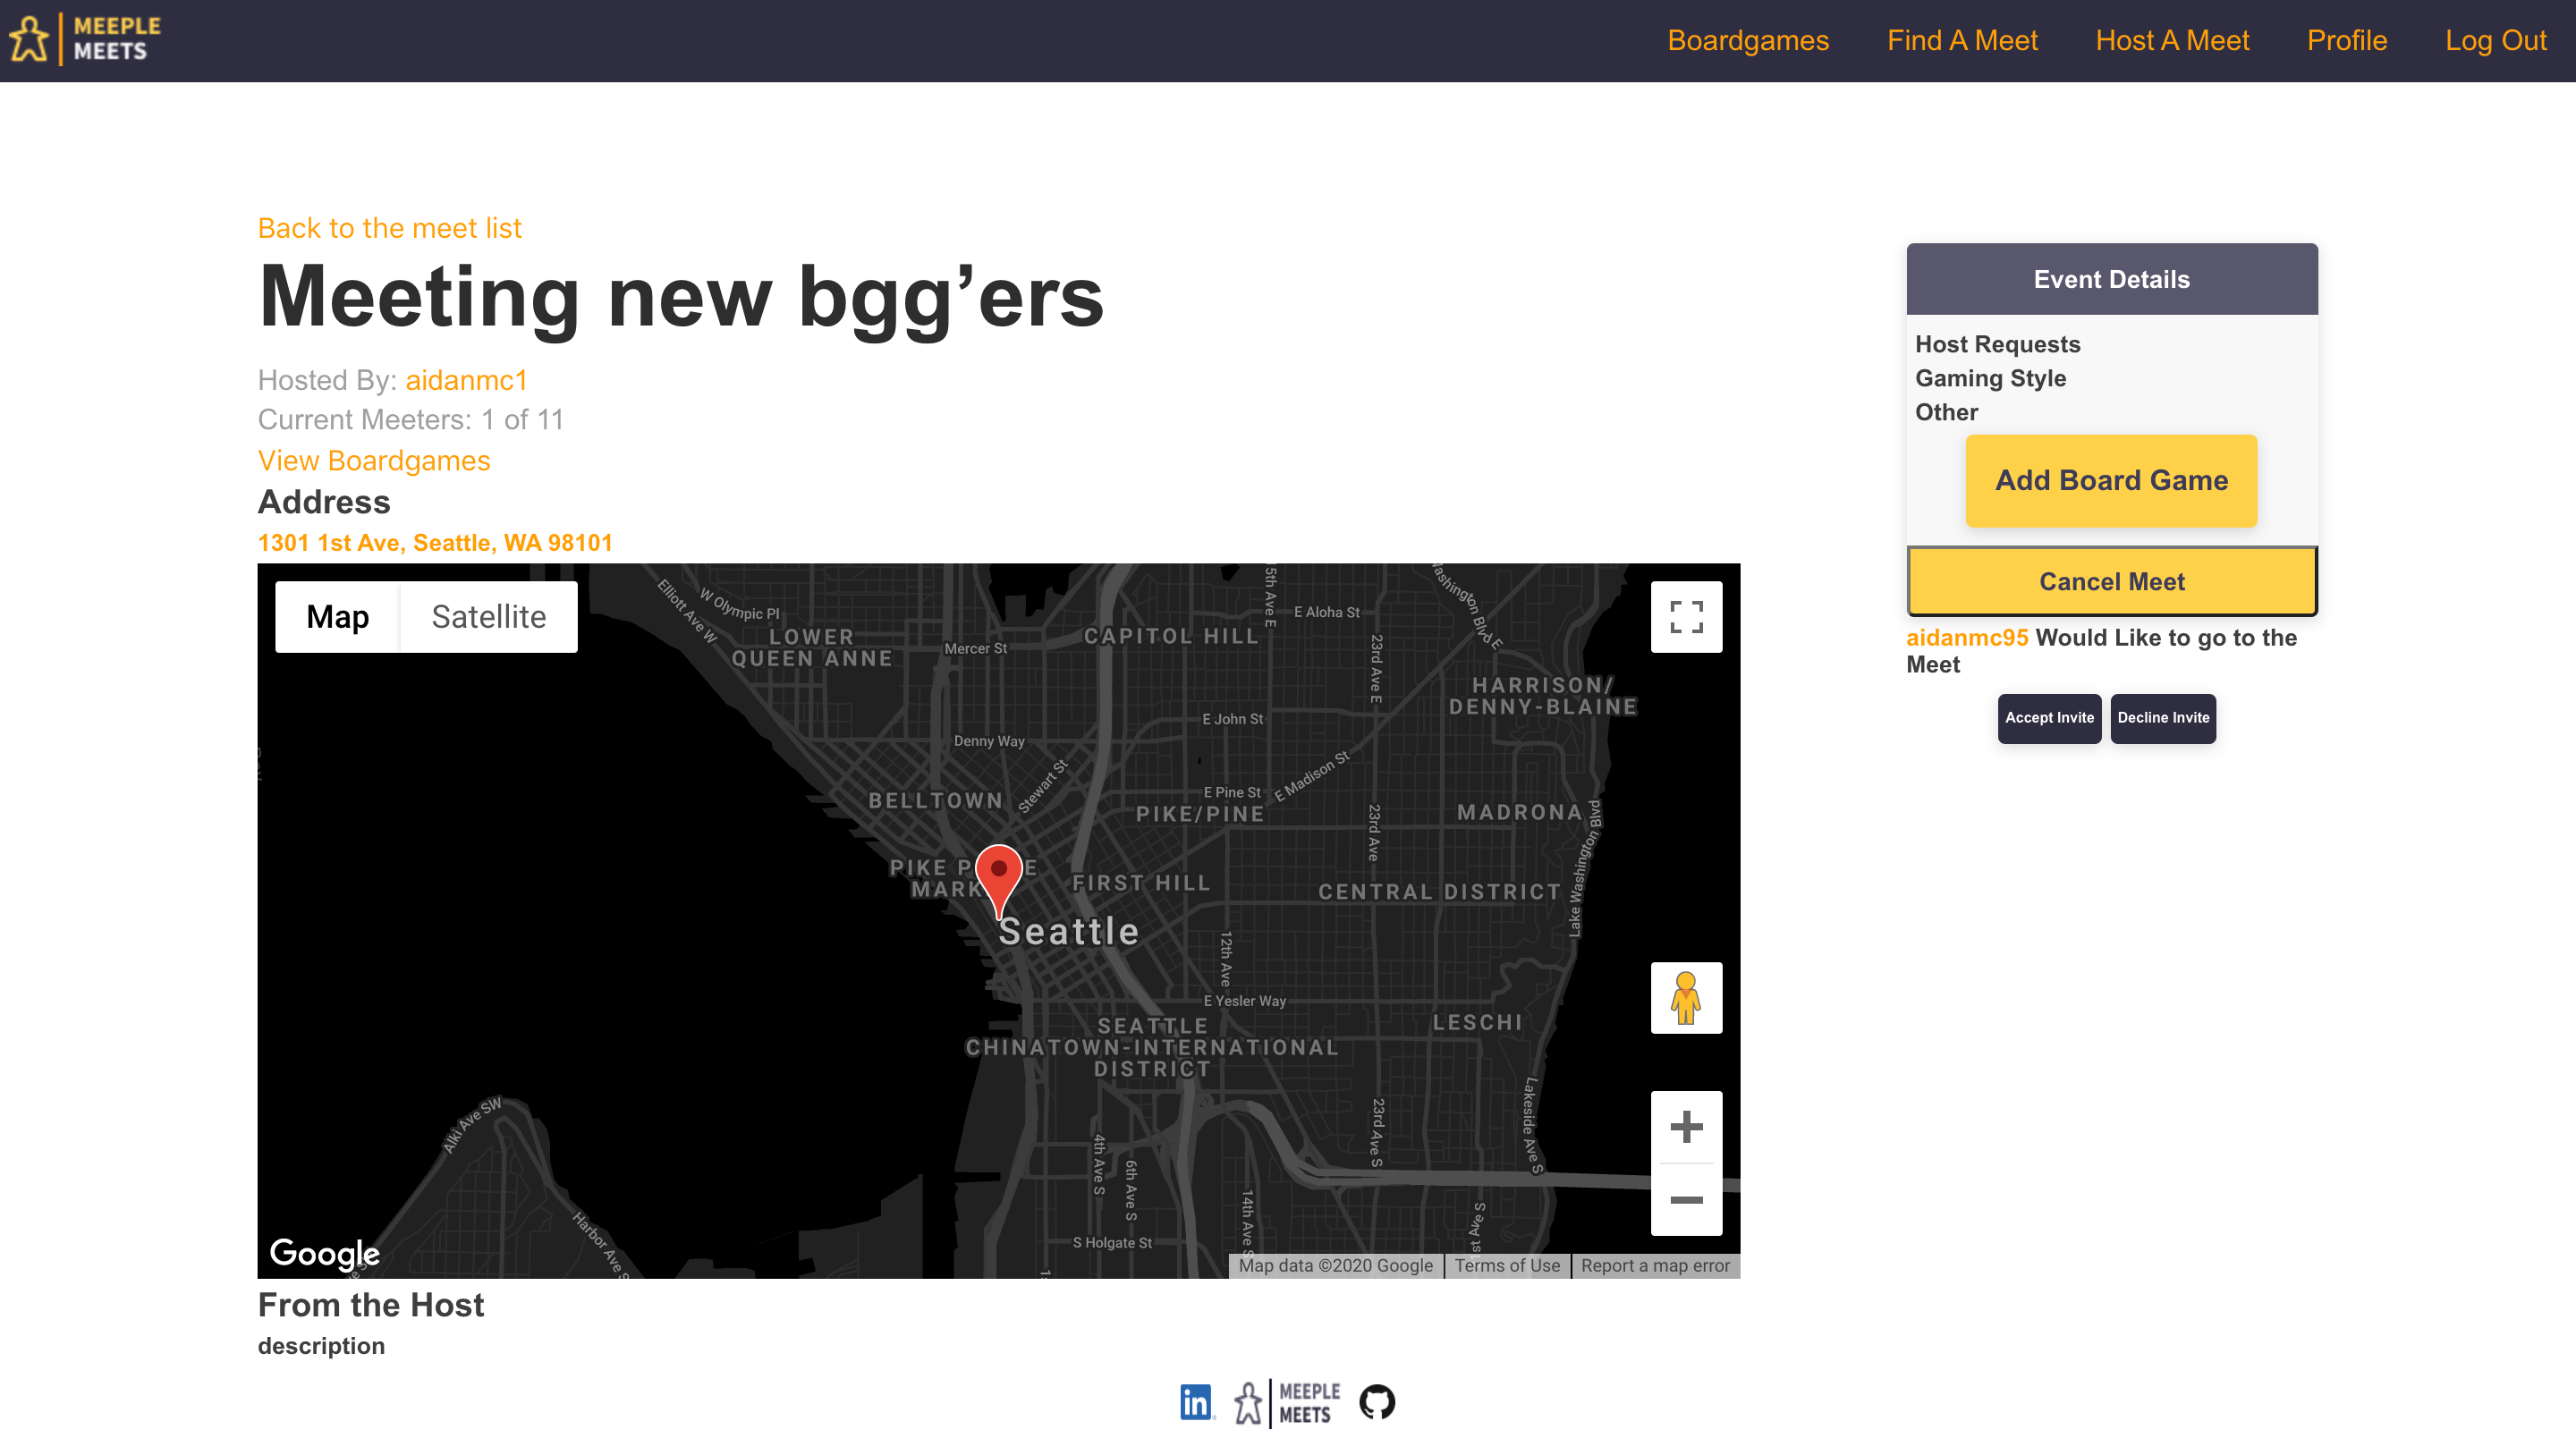 MEEPLE
MEETS
Boardgames
Find A Meet
Host A Meet
Profile
Log Out
Back to the meet list
Meeting new bgg’ers
Hosted By: aidanmc1
Current Meeters: 1 of 11
View Boardgames
Address
1301 1st Ave, Seattle, WA 98101
Map
Satellite
Elliott Ave W
W Olympic Pl
LOWER
QUEEN ANNE
Mercer St
CAPITOL HILL
15th Ave E
E Aloha St
23rd Ave E
Washington Blvd E
HARRISON/
DENNY-BLAINE
E John St
Denny Way
Stewart St
E Madison St
BELLTOWN
E Pine St
PIKE/PINE
23rd Ave
MADRONA
Lake Washington Blvd
FIRST HILL
CENTRAL DISTRICT
Seattle
12th Ave
E Yesler Way
SEATTLE
CHINATOWN-INTERNATIONAL
DISTRICT
LESCHI
Alki Ave SW
Harbor Ave S
4th Ave S
6th Ave S
14th Ave S
23rd Ave S
Lakeside Ave S
S Holgate St
Google
Map data ©2020 Google
Terms of Use
Report a map error
From the Host
description
Event Details
Host Requests
Gaming Style
Other
Add Board Game
Cancel Meet
aidanmc95 Would Like to go to the
Meet
Accept Invite
Decline Invite
in
MEEPLE
MEETS